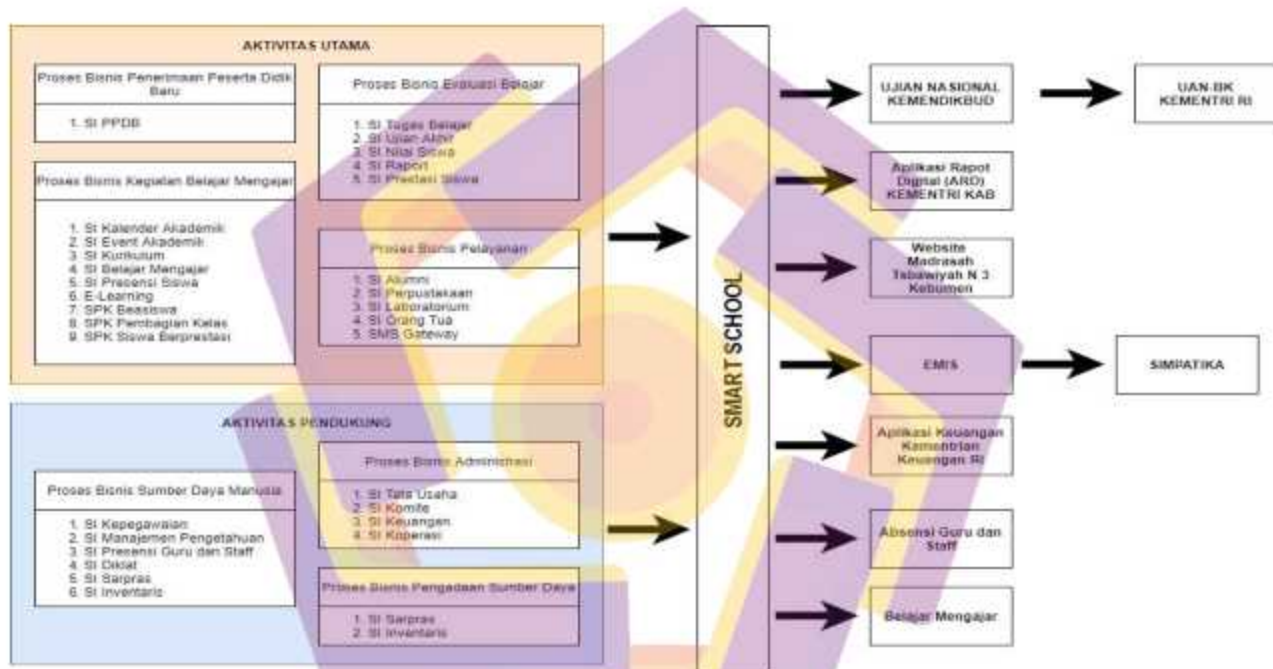 AKTIVITAS UTAMA
Proses Bisnis Penerimaan Peserta Didik
Baru
1. SI PPDB
Proses Bisnis Kegiatan Belajar Mengajar
1. SI Kalender Akademik
2. SI Event Akademik
3. SI Kurikulum
4. SI Belajar Mengajar
5. SI Presensi Siswa
6. E-Learning
7. SPK Beasiswa
8. SPK Pembagian Kelas
9. SPK Siswa Berprestasi
Proses Bisnis Evaluasi Belajar
1. SI Tugas Belajar
2. SI Ujian Akhir
3. SI Nilai Siswa
4. SI Raport
5. SI Prestasi Siswa
Proses Bisnis Pelayanan
1. SI Alumni
2. SI Perpustakaan
3. SI Laboratorium
4. SI Orang Tua
5. SMS Gateway
AKTIVITAS PENDUKUNG
Proses Bisnis Sumber Daya Manusia
1. SI Kepegawaian
2. SI Manajemen Pengetahuan
3. SI Presensi Guru dan Staff
4. SI Diklat
5. SI Sarpras
6. SI Inventaris
Proses Bisnis Administrasi
1. SI Tata Usaha
2. SI Komite
3. SI Keuangan
4. SI Koperasi
Proses Bisnis Pengadaan Sumber Daya
1. SI Sarpras
2. SI Inventaris
SMART SCHOOL
UJIAN NASIONAL
KEMENDIKBUD
UAN-BK
KEMENTRI RI
Aplikasi Rapot
Digital (ARD)
KEMENTRI KAB
Website
Madrasah
Tsbawiyah N 3
Kebumen
EMIS
SIMPATIKA
Aplikasi Keuangan
Kementrian
Keuangan RI
Absensi Guru dan
Staff
Belajar Mengajar